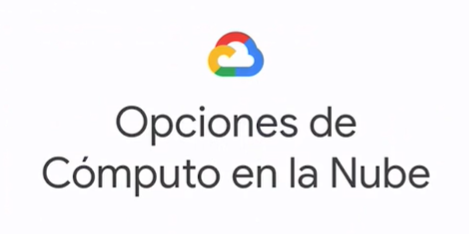 Opciones de
Cómputo en la Nube